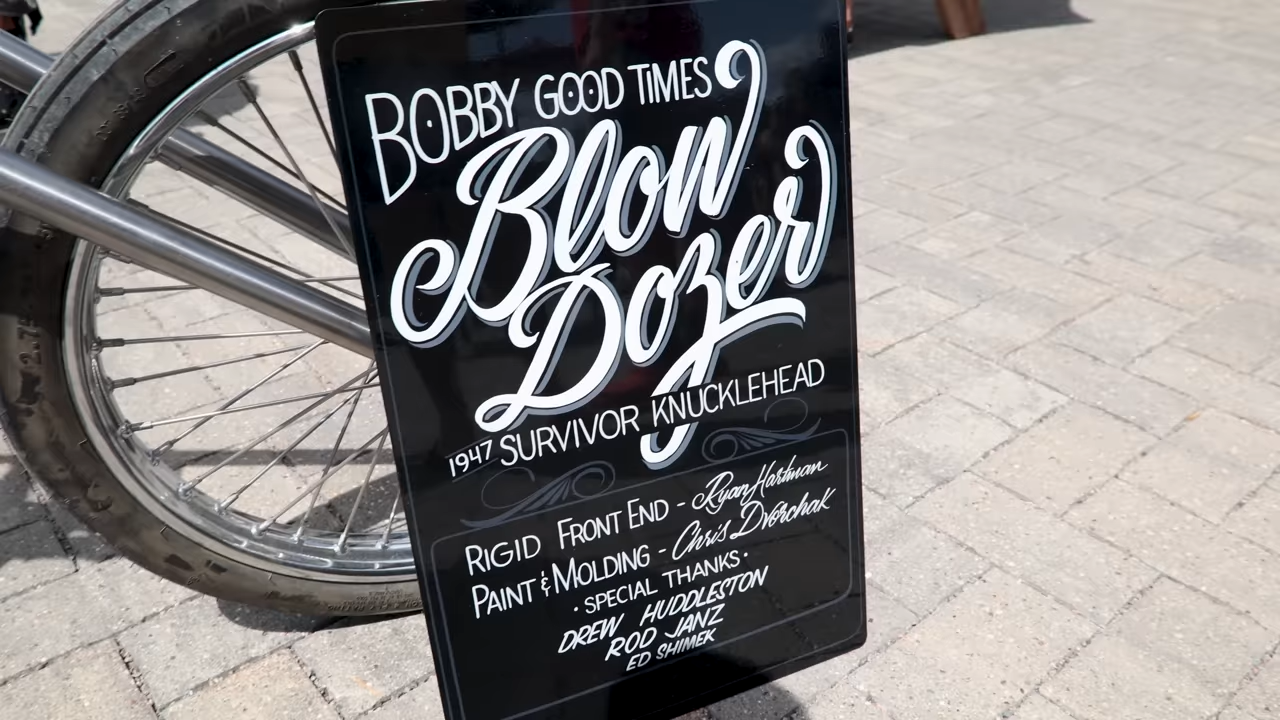 BOBBY GOOD TIMES
Blow
Dozer
1947 SURVIVOR KNUCKLEHEAD
RIGID FRONT END - Ryan Hartman
PAINT & MOLDING - Chris Dvorchak
· SPECIAL THANKS ·
DREW HUDDLESTON
ROD JANZ
ED SHIMEK